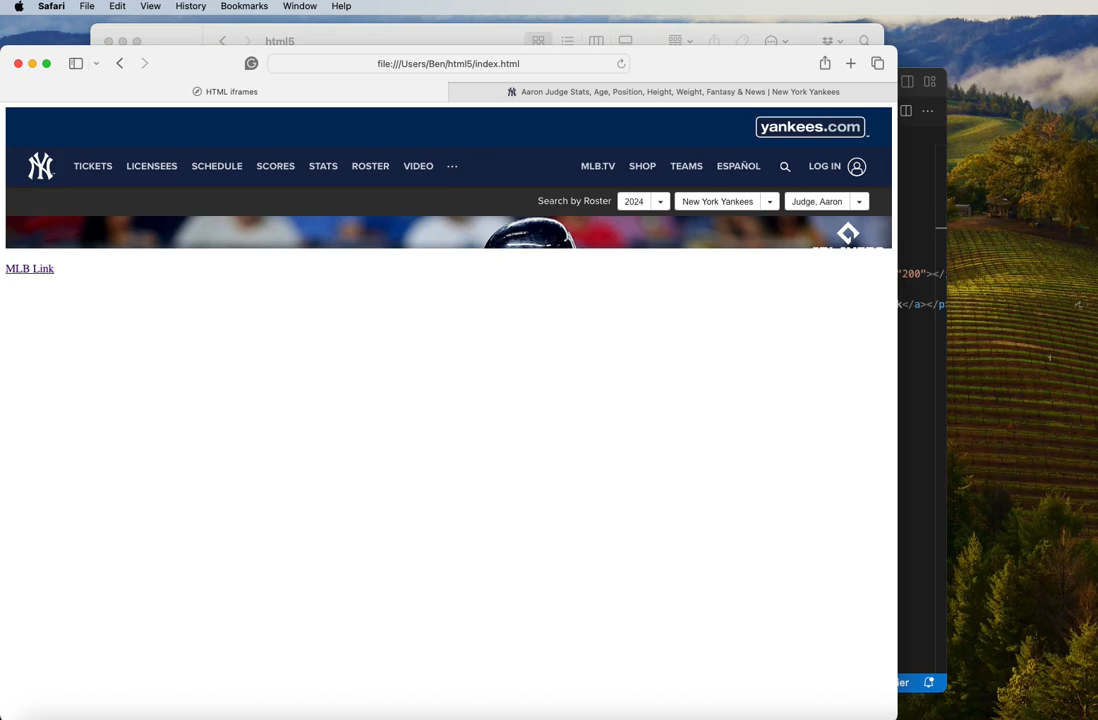 Safari File Edit View History Bookmarks Window Help
html5
file:///Users/Ben/html5/index.html
HTML iframes
Aaron Judge Stats, Age, Position, Height, Weight, Fantasy & News | New York Yankees
yankees.com
NY TICKETS LICENSEES SCHEDULE SCORES STATS ROSTER VIDEO ··· MLB.TV SHOP TEAMS ESPAÑOL LOG IN
Search by Roster 2024 New York Yankees Judge, Aaron
MLB Link
"200"></
k</a></p
ier